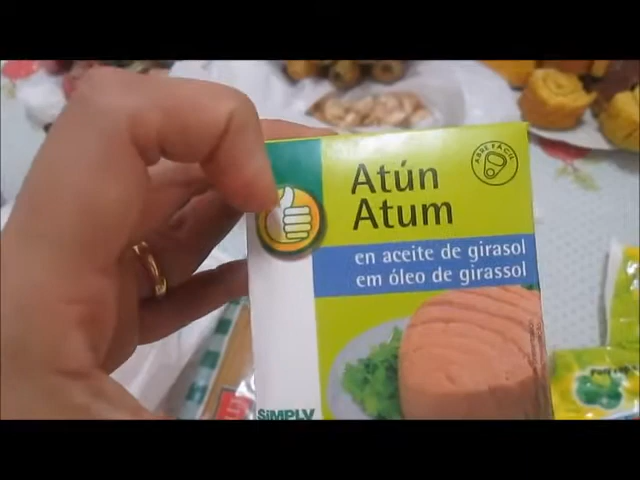 ABRE FÁCIL
Atún
Atum
en aceite de girasol
em óleo de girassol
SiMPLY